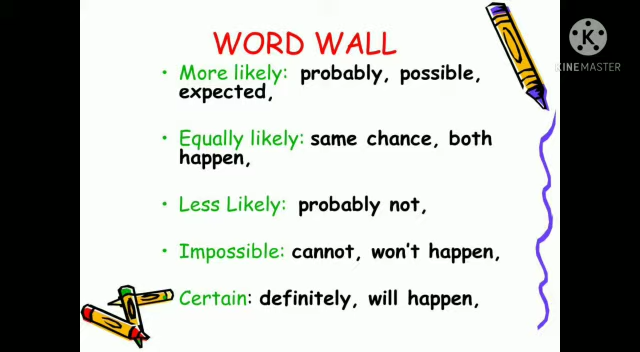 WORD WALL
KINEMASTER
• More likely: probably, possible,
expected,
• Equally likely: same chance, both
happen,
• Less Likely: probably not,
• Impossible: cannot, won't happen,
• Certain: definitely, will happen,